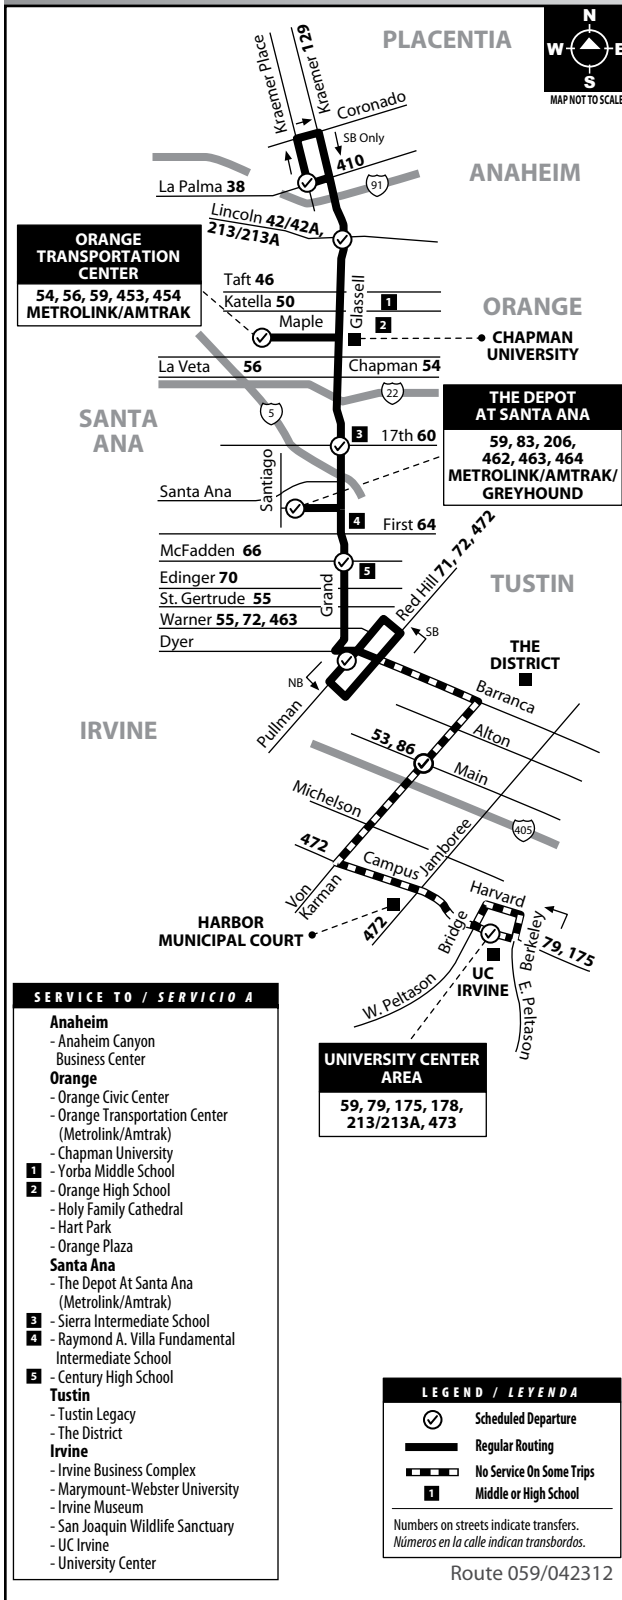 PLACENTIA
N
W
E
S
MAP NOT TO SCALE
Kraemer Place
Kraemer 129
Coronado
SB Only
410
ANAHEIM
91
La Palma 38
Lincoln 42/42A,
213/213A
ORANGE
TRANSPORTATION
CENTER
54, 56, 59, 453, 454
METROLINK/AMTRAK
Taft 46
Katella 50
1
Glassell
ORANGE
Maple
2
CHAPMAN
UNIVERSITY
La Veta 56
Chapman 54
22
THE DEPOT
AT SANTA ANA
59, 83, 206,
462, 463, 464
METROLINK/AMTRAK/
GREYHOUND
SANTA
ANA
5
3
17th 60
Santiago
Santa Ana
4
First 64
McFadden 66
5
Edinger 70
Grand
St. Gertrude 55
Warner 55, 72, 463
Dyer
Red Hill 71, 72, 472
TUSTIN
SB
THE
DISTRICT
NB
Pullman
Barranca
IRVINE
Alton
53, 86
Main
Michelson
405
Jamboree
472
Campus
Von
Karman
Harvard
HARBOR
MUNICIPAL COURT
472
Bridge
Berkeley
79, 175
UC
IRVINE
W. Peltason
E. Peltason
UNIVERSITY CENTER
AREA
59, 79, 175, 178,
213/213A, 473
SERVICE TO / SERVICIO A
Anaheim
- Anaheim Canyon
Business Center
Orange
- Orange Civic Center
- Orange Transportation Center
(Metrolink/Amtrak)
- Chapman University
1 - Yorba Middle School
2 - Orange High School
- Holy Family Cathedral
- Hart Park
- Orange Plaza
Santa Ana
- The Depot At Santa Ana
(Metrolink/Amtrak)
3 - Sierra Intermediate School
4 - Raymond A. Villa Fundamental
Intermediate School
5 - Century High School
Tustin
- Tustin Legacy
- The District
Irvine
- Irvine Business Complex
- Marymount-Webster University
- Irvine Museum
- San Joaquin Wildlife Sanctuary
- UC Irvine
- University Center
LEGEND / LEYENDA
Scheduled Departure
Regular Routing
No Service On Some Trips
1 Middle or High School
Numbers on streets indicate transfers.
Números en la calle indican transbordos.
Route 059/042312